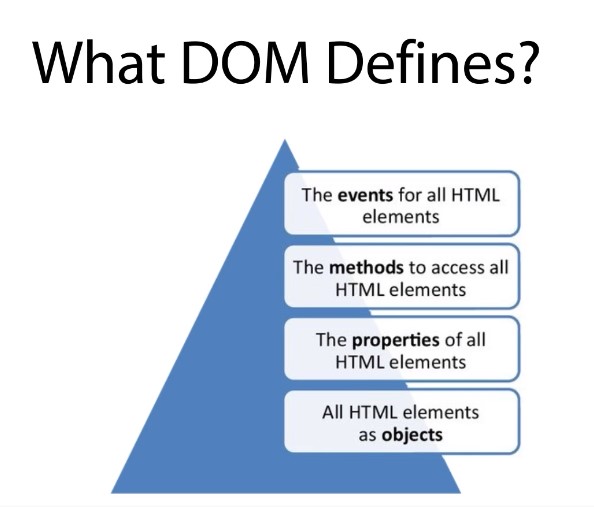 What DOM Defines?
The events for all HTML
elements
The methods to access all
HTML elements
The properties of all
HTML elements
All HTML elements
as objects